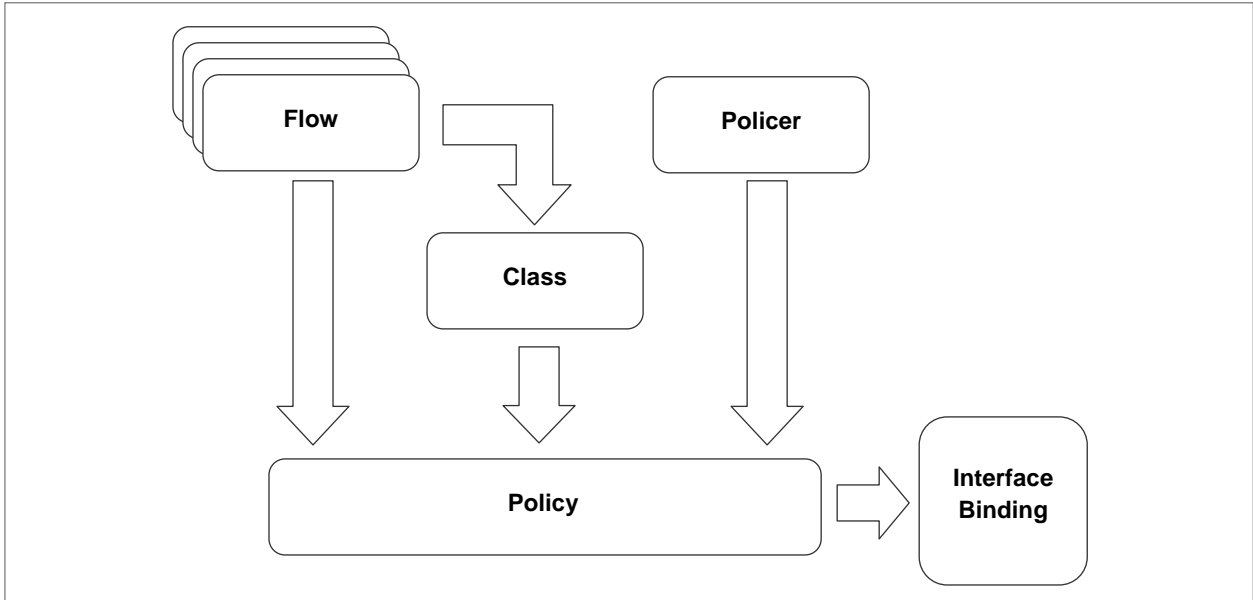 Flow
Policer
Class
Policy
Interface
Binding